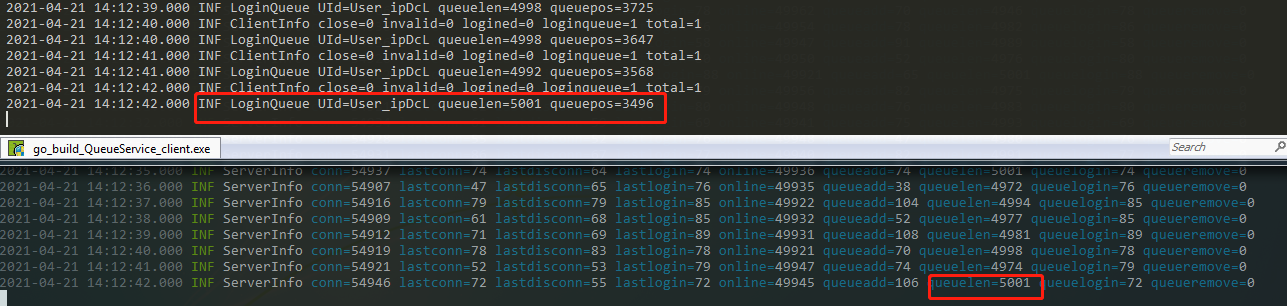 2021-04-21 14:12:39.000 INF LoginQueue UId=User_ipDcL queuelen=4998 queuepos=3725
2021-04-21 14:12:40.000 INF ClientInfo close=0 invalid=0 logined=0 loginqueue=1 total=1
2021-04-21 14:12:40.000 INF LoginQueue UId=User_ipDcL queuelen=4998 queuepos=3647
2021-04-21 14:12:41.000 INF ClientInfo close=0 invalid=0 logined=0 loginqueue=1 total=1
2021-04-21 14:12:41.000 INF LoginQueue UId=User_ipDcL queuelen=4992 queuepos=3568
2021-04-21 14:12:42.000 INF ClientInfo close=0 invalid=0 logined=0 loginqueue=1 total=1
2021-04-21 14:12:42.000 INF LoginQueue UId=User_ipDcL queuelen=5001 queuepos=3496
go_build_QueueService_client.exe Search
2021-04-21 14:12:35.000 INF ServerInfo conn=54937 lastconn=74 lastdisconn=64 lastlogin=74 online=49936 queueadd=74 queuelen=5001 queuelogin=74 queueremove=0
2021-04-21 14:12:36.000 INF ServerInfo conn=54907 lastconn=47 lastdisconn=65 lastlogin=76 online=49935 queueadd=38 queuelen=4972 queuelogin=76 queueremove=0
2021-04-21 14:12:37.000 INF ServerInfo conn=54916 lastconn=79 lastdisconn=79 lastlogin=85 online=49922 queueadd=104 queuelen=4994 queuelogin=85 queueremove=0
2021-04-21 14:12:38.000 INF ServerInfo conn=54909 lastconn=61 lastdisconn=68 lastlogin=85 online=49932 queueadd=52 queuelen=4977 queuelogin=85 queueremove=0
2021-04-21 14:12:39.000 INF ServerInfo conn=54912 lastconn=71 lastdisconn=69 lastlogin=89 online=49931 queueadd=108 queuelen=4981 queuelogin=89 queueremove=0
2021-04-21 14:12:40.000 INF ServerInfo conn=54919 lastconn=78 lastdisconn=83 lastlogin=78 online=49921 queueadd=70 queuelen=4998 queuelogin=78 queueremove=0
2021-04-21 14:12:41.000 INF ServerInfo conn=54921 lastconn=52 lastdisconn=53 lastlogin=79 online=49947 queueadd=74 queuelen=4974 queuelogin=79 queueremove=0
2021-04-21 14:12:42.000 INF ServerInfo conn=54946 lastconn=72 lastdisconn=55 lastlogin=72 online=49945 queueadd=106 queuelen=5001 queuelogin=72 queueremove=0